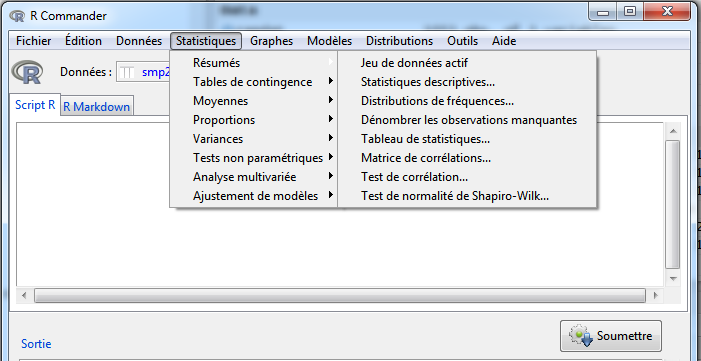 R Commander
Fichier Édition Données Statistiques Graphes Modèles Distributions Outils Aide
Données : smp2
Résumés
Tables de contingence
Moyennes
Proportions
Variances
Tests non paramétriques
Analyse multivariée
Ajustement de modèles
Jeu de données actif
Statistiques descriptives...
Distributions de fréquences...
Dénombrer les observations manquantes
Tableau de statistiques...
Matrice de corrélations...
Test de corrélation...
Test de normalité de Shapiro-Wilk...
Script R R Markdown
Soumettre
Sortie